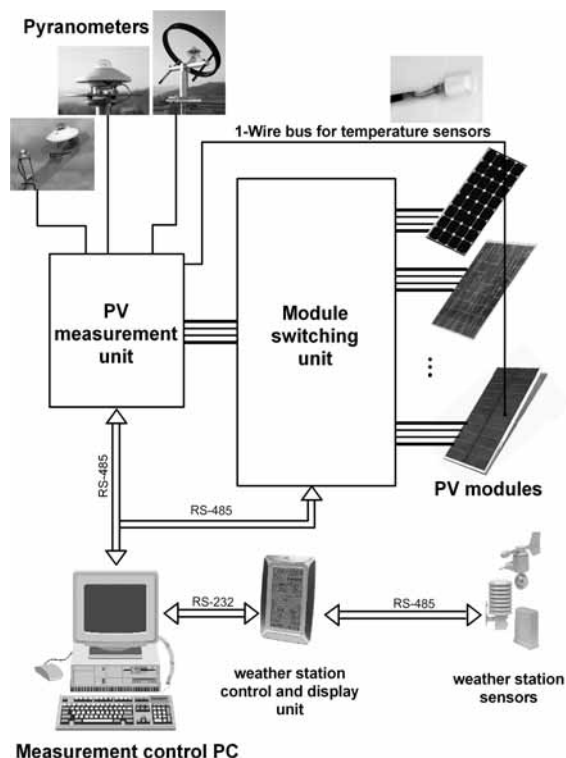 Pyranometers
1-Wire bus for temperature sensors
PV
measurement
unit
Module
switching
unit
PV modules
RS-485
RS-485
RS-232
RS-485
weather station
control and display
unit
weather station
sensors
Measurement control PC